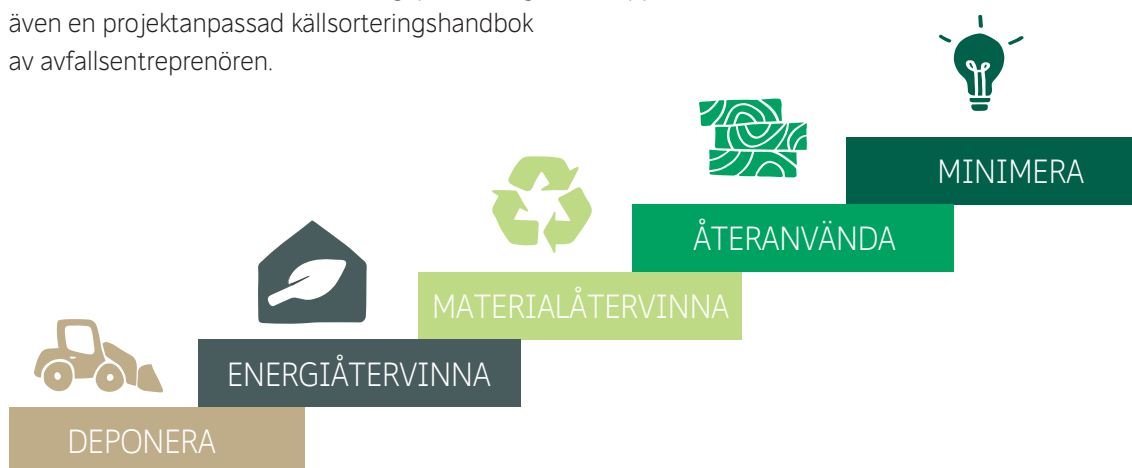 även en projektanpassad källsorteringshandbok
av avfallsentreprenören.
MINIMERA
ÅTERANVÄNDA
MATERIALÅTERVINNA
ENERGIÅTERVINNA
DEPONERA